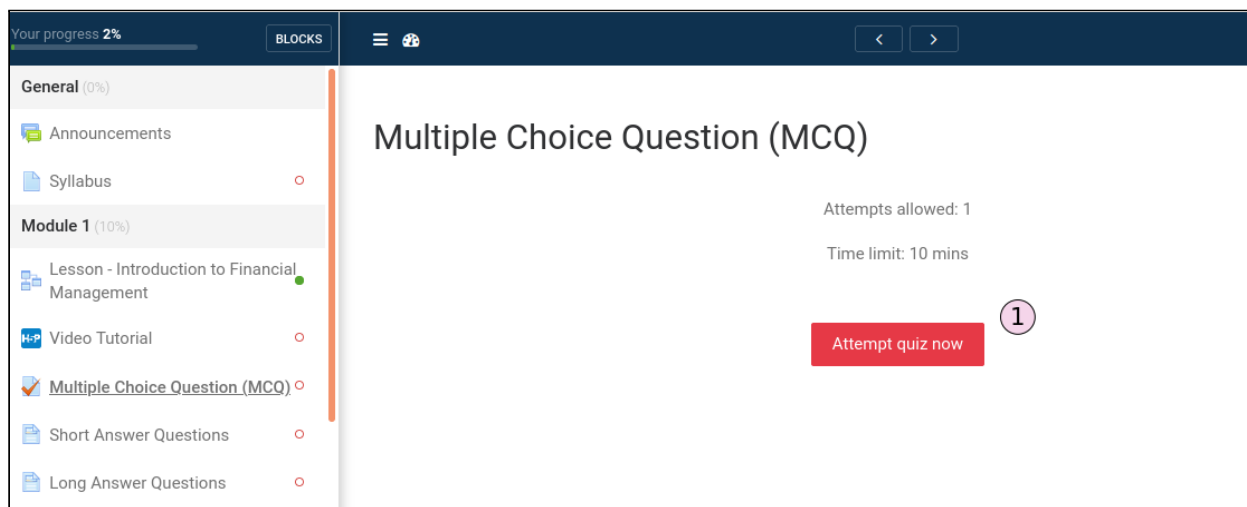 Your progress 2%
BLOCKS
General (0%)
Announcements
Syllabus
Module 1 (10%)
Lesson - Introduction to Financial
Management
H-P Video Tutorial
Multiple Choice Question (MCQ)
Short Answer Questions
Long Answer Questions
Multiple Choice Question (MCQ)
Attempts allowed: 1
Time limit: 10 mins
1
Attempt quiz now